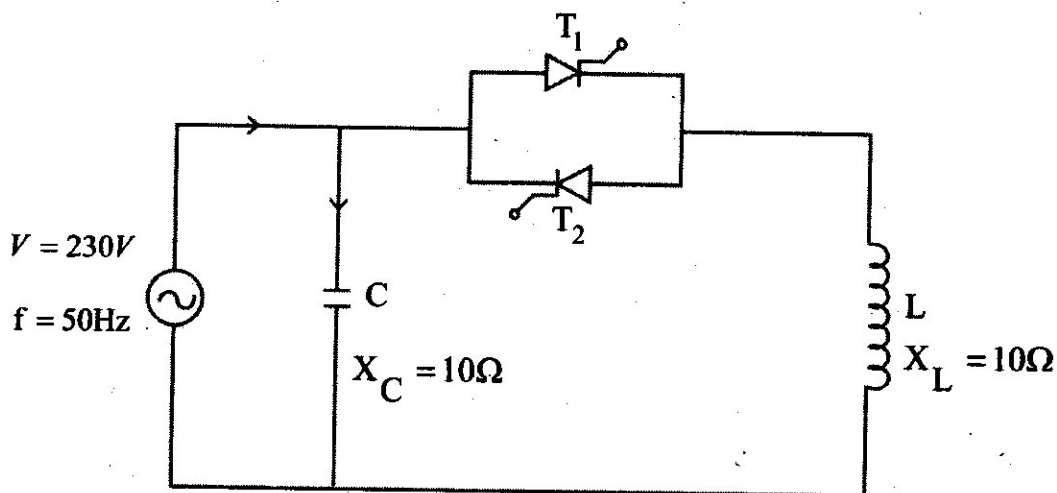 T1
T2
V = 230V
f = 50Hz
C
XC = 10Ω
L
XL = 10Ω